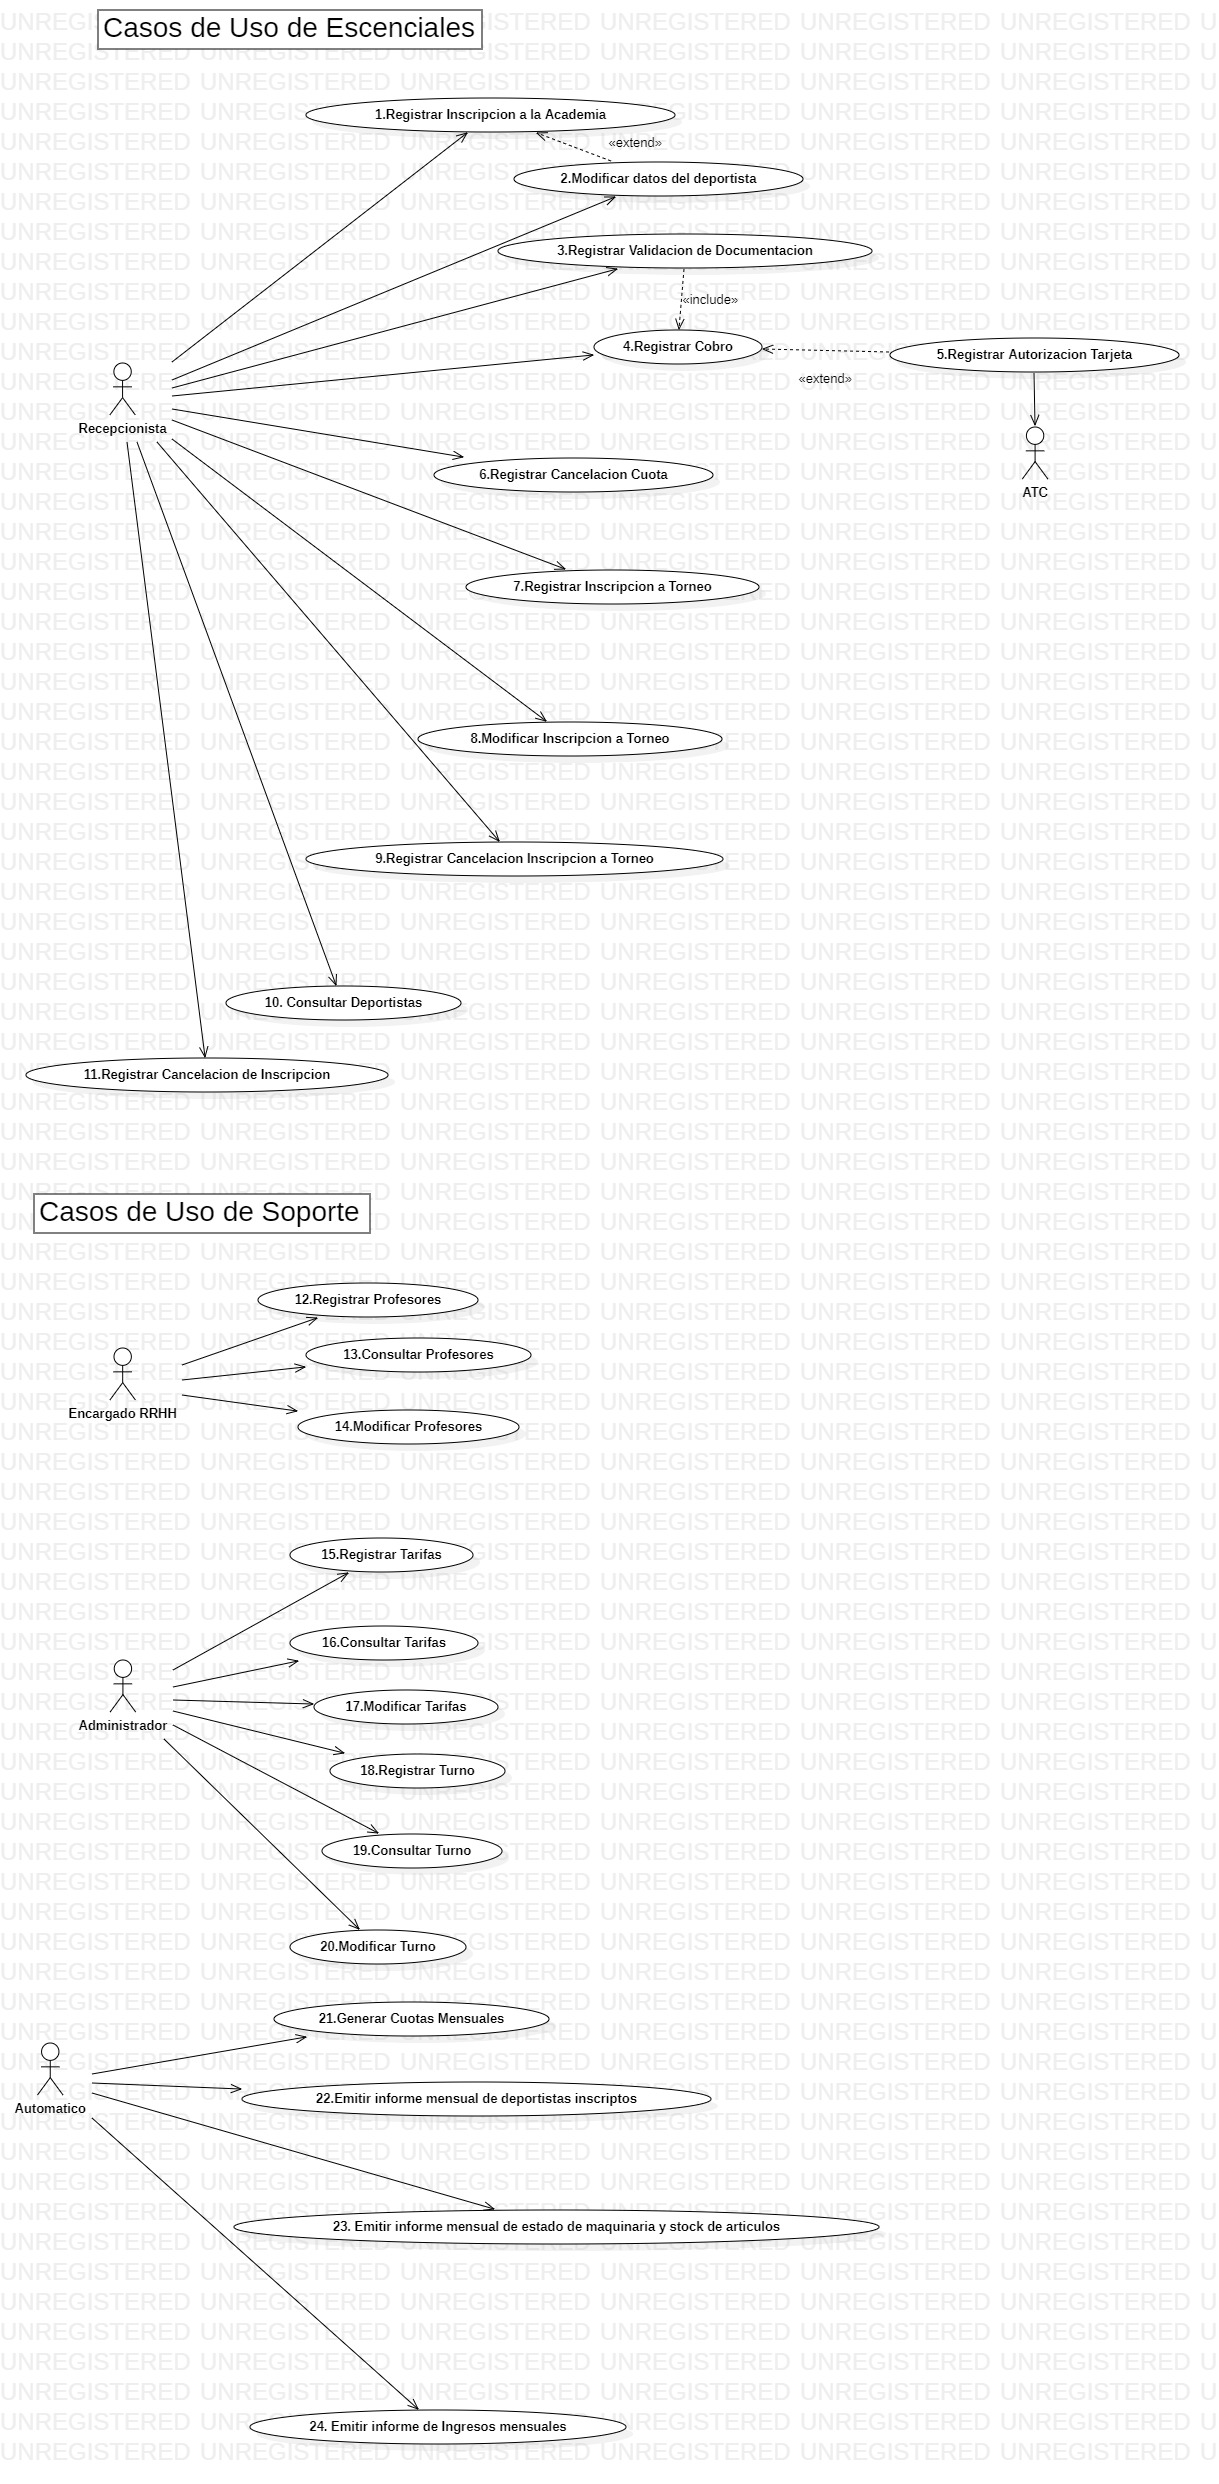 Casos de Uso de Escenciales
1.Registrar Inscripcion a la Academia
«extend»
2.Modificar datos del deportista
3.Registrar Validacion de Documentacion
«include»
4.Registrar Cobro
5.Registrar Autorizacion Tarjeta
«extend»
Recepcionista
6.Registrar Cancelacion Cuota
ATC
7.Registrar Inscripcion a Torneo
8.Modificar Inscripcion a Torneo
9.Registrar Cancelacion Inscripcion a Torneo
10. Consultar Deportistas
11.Registrar Cancelacion de Inscripcion
Casos de Uso de Soporte
12.Registrar Profesores
13.Consultar Profesores
Encargado RRHH
14.Modificar Profesores
15.Registrar Tarifas
16.Consultar Tarifas
17.Modificar Tarifas
Administrador
18.Registrar Turno
19.Consultar Turno
20.Modificar Turno
21.Generar Cuotas Mensuales
22.Emitir informe mensual de deportistas inscriptos
Automatico
23. Emitir informe mensual de estado de maquinaria y stock de articulos
24. Emitir informe de Ingresos mensuales
UNREGISTERED